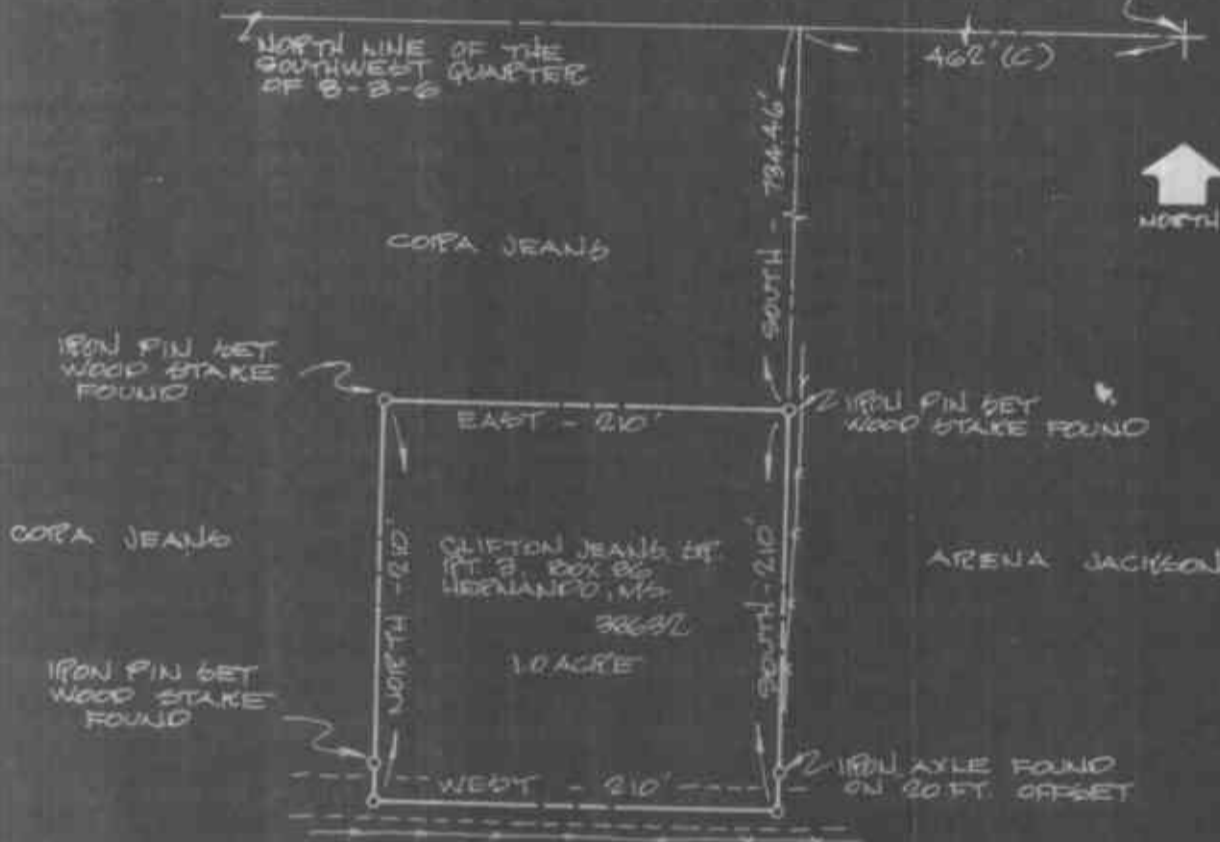 NORTH LINE OF THE
SOUTHWEST QUARTER
OF 8-3-6
462' (C)
SOUTH - 734.46'
NORTH
CORA JEANS
IRON PIN SET
WOOD STAKE
FOUND
EAST - 210'
IRON PIN SET
WOOD STAKE FOUND
CORA JEANS
NORTH - 210'
CLIFTON JEANS, SR.
RT. 3, BOX 86
HERNANDO, MS.
38632
1.0 ACRE
SOUTH - 210'
ARENA JACKSON
IRON PIN SET
WOOD STAKE
FOUND
WEST - 210'
IRON AXLE FOUND
ON 20 FT. OFFSET